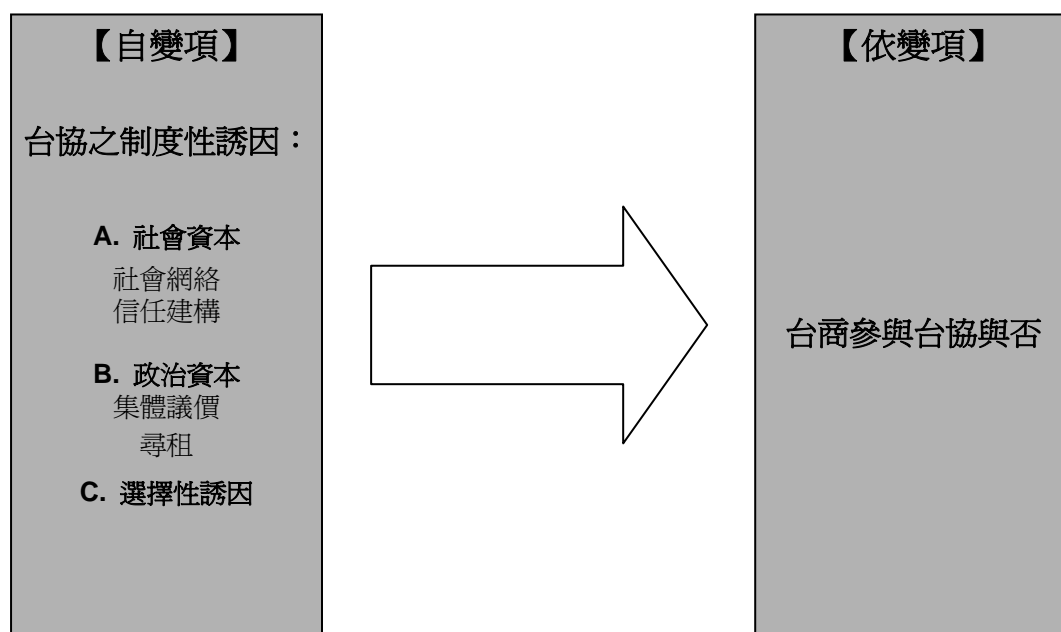 【自變項】
台協之制度性誘因：
A. 社會資本
社會網絡
信任建構
B. 政治資本
集體議價
尋租
C. 選擇性誘因
【依變項】
台商參與台協與否